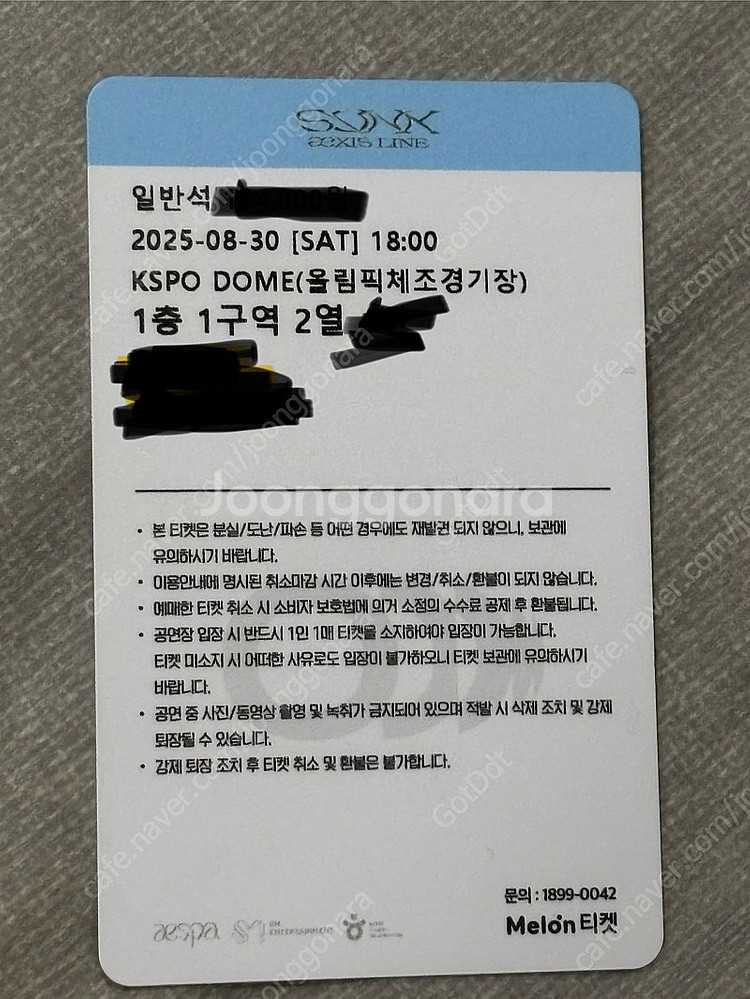 SYNK
æXIS LINE
일반석
2025-08-30 [SAT] 18:00
KSPO DOME(올림픽체조경기장)
1층 1구역 2열
Joonggonara
• 본 티켓은 분실/도난/파손 등 어떤 경우에도 재발권 되지 않으니, 보관에
유의하시기 바랍니다.
• 이용안내에 명시된 취소마감 시간 이후에는 변경/취소/환불이 되지 않습니다.
• 예매한 티켓 취소 시 소비자 보호법에 의거 소정의 수수료 공제 후 환불됩니다.
• 공연장 입장 시 반드시 1인 1매 티켓을 소지하여야 입장이 가능합니다.
티켓 미소지 시 어떠한 사유로도 입장이 불가하오니 티켓 보관에 유의하시기
바랍니다.
• 공연 중 사진/동영상 촬영 및 녹취가 금지되어 있으며 적발 시 삭제 조치 및 강제
퇴장될 수 있습니다.
• 강제 퇴장 조치 후 티켓 취소 및 환불은 불가합니다.
GotDdt
cafe.naver.com/joonggonara
문의 : 1899-0042
Melon 티켓
aespa SM ENTERTAINMENT